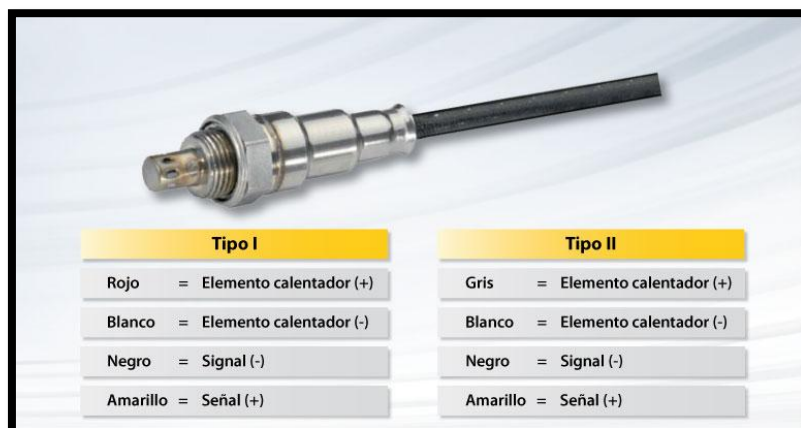 Tipo I
Rojo = Elemento calentador (+)
Blanco = Elemento calentador (-)
Negro = Signal (-)
Amarillo = Señal (+)
Tipo II
Gris = Elemento calentador (+)
Blanco = Elemento calentador (-)
Negro = Signal (-)
Amarillo = Señal (+)